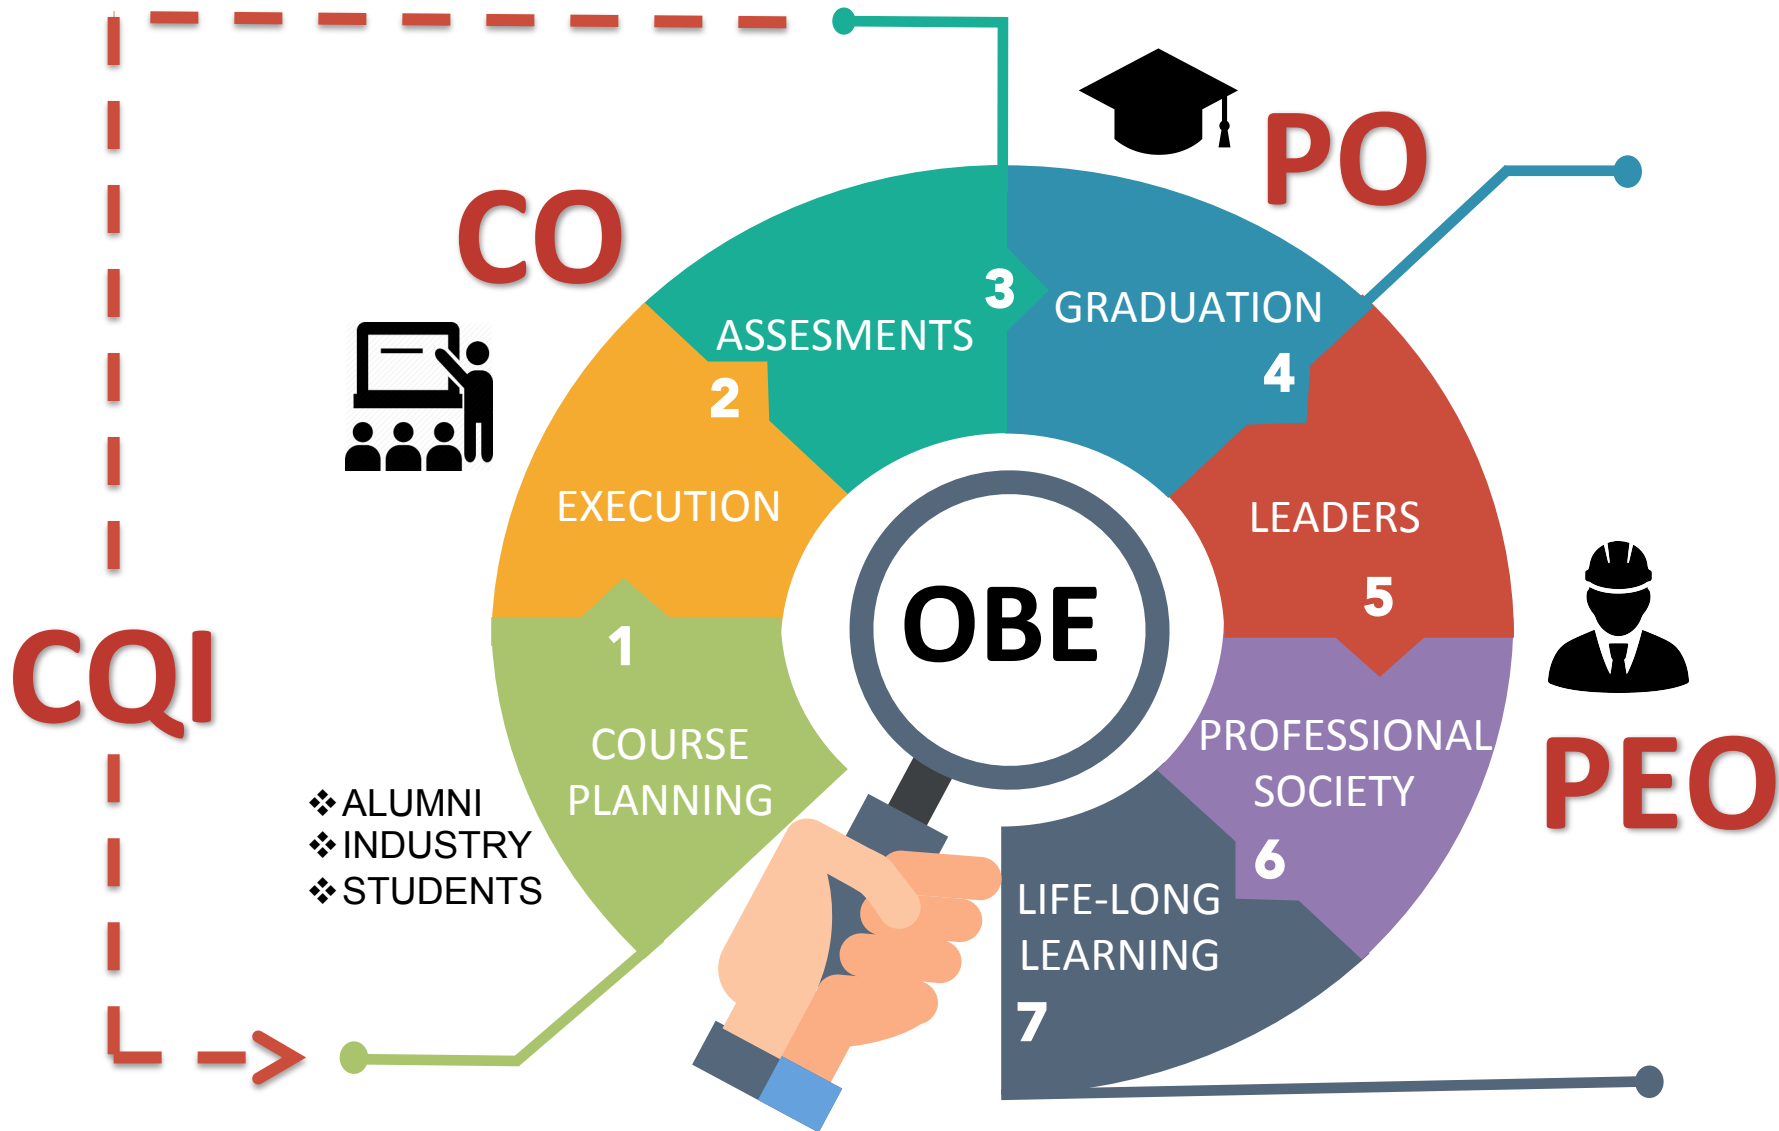 PO
CO
3
GRADUATION
ASSESMENTS
4
2
EXECUTION
LEADERS
5
OBE
1
CQI
COURSE
PLANNING
PROFESSIONAL
SOCIETY
PEO
❖ ALUMNI
❖ INDUSTRY
❖ STUDENTS
6
LIFE-LONG
LEARNING
7